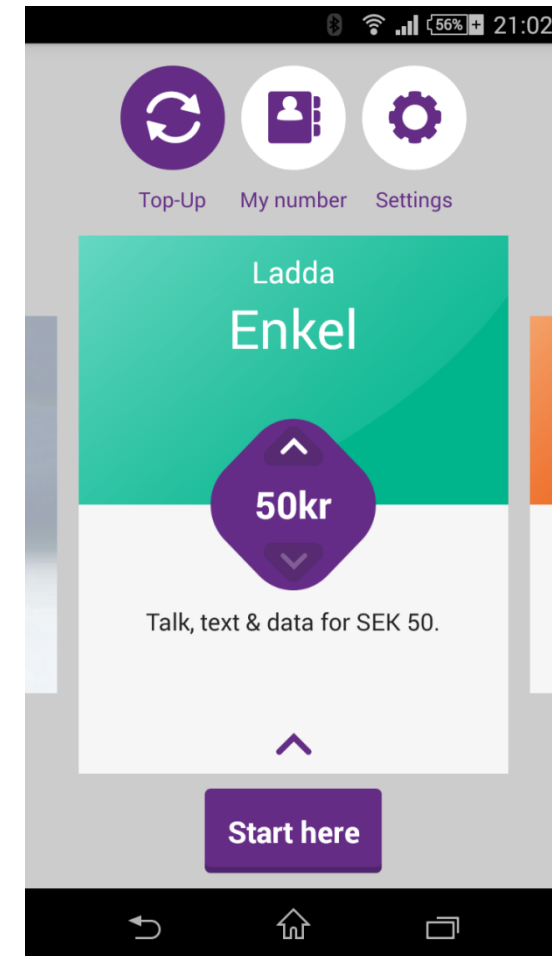 56% 21:02
Top-Up My number Settings
Ladda
Enkel
50kr
Talk, text & data for SEK 50.
Start here